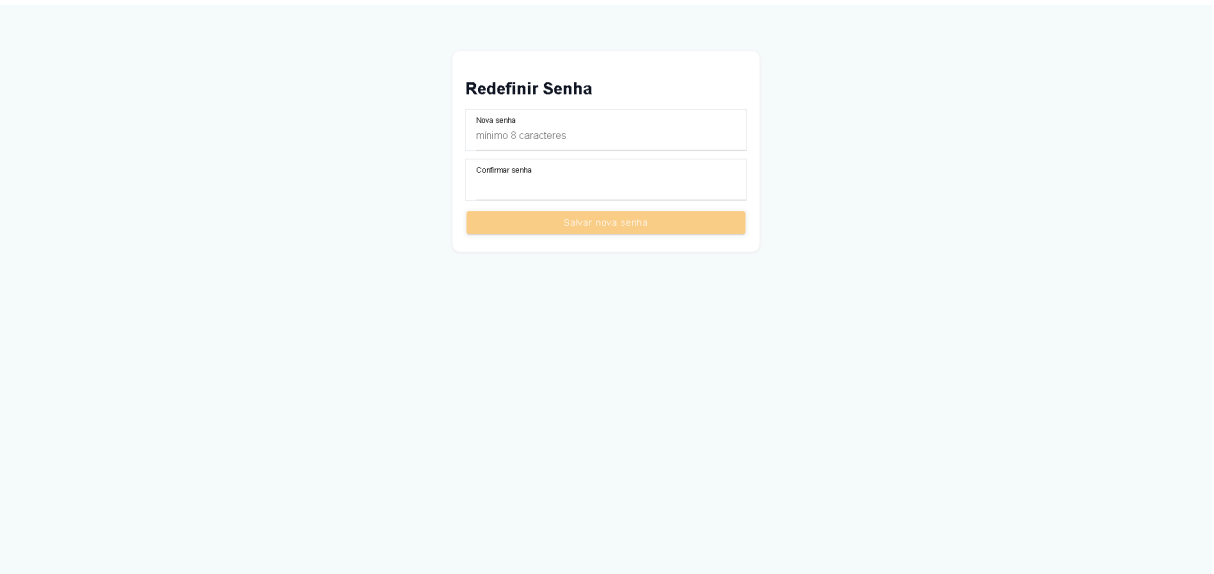 Redefinir Senha
Nova senha
mínimo 8 caracteres
Confirmar senha
Salvar nova senha